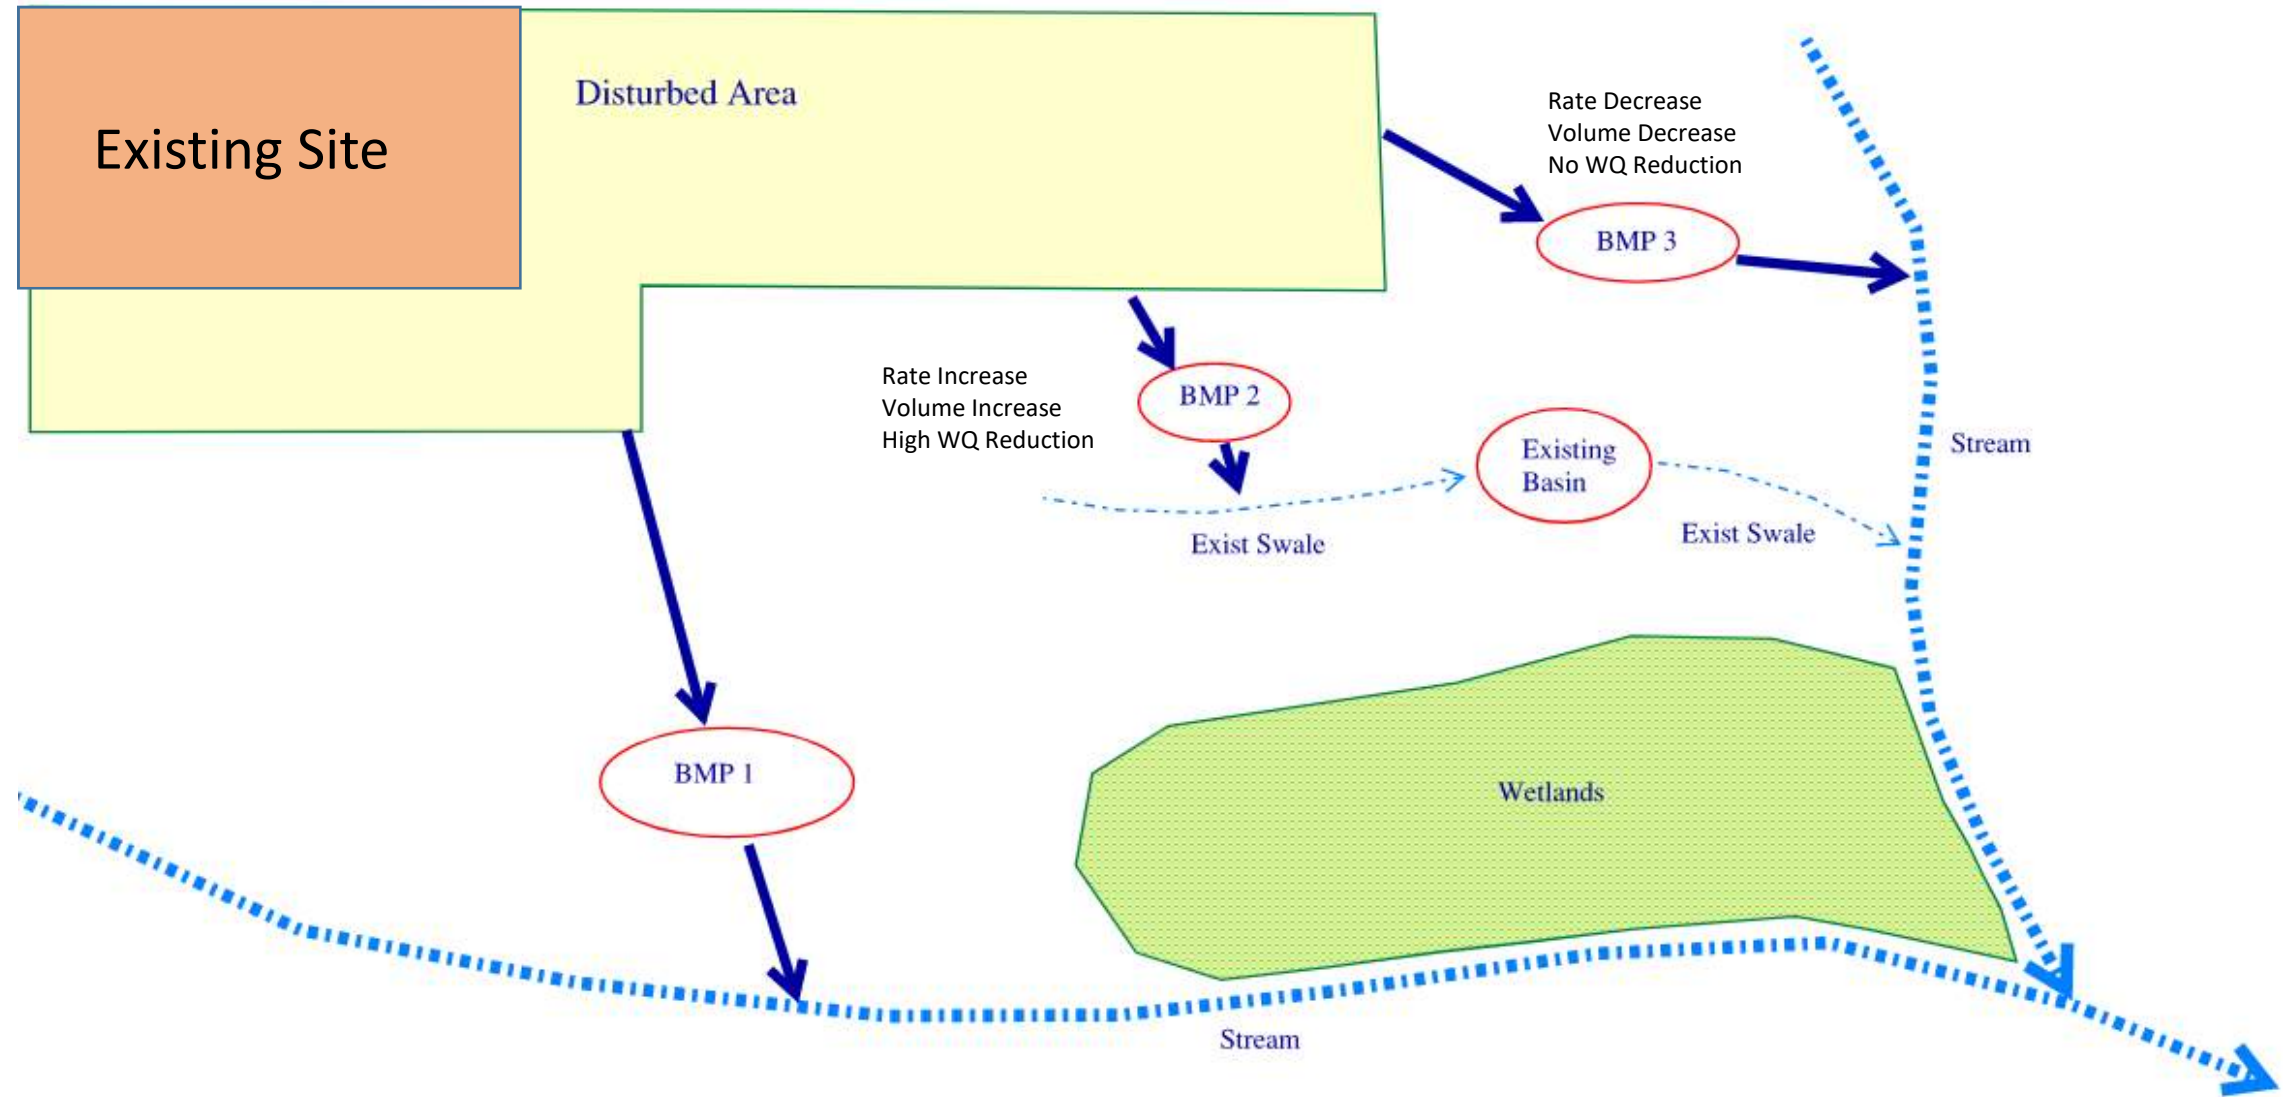 Existing Site
Disturbed Area
Rate Decrease
Volume Decrease
No WQ Reduction
BMP 3
Rate Increase
Volume Increase
High WQ Reduction
BMP 2
Existing
Basin
Stream
Exist Swale
Exist Swale
BMP 1
Wetlands
Stream